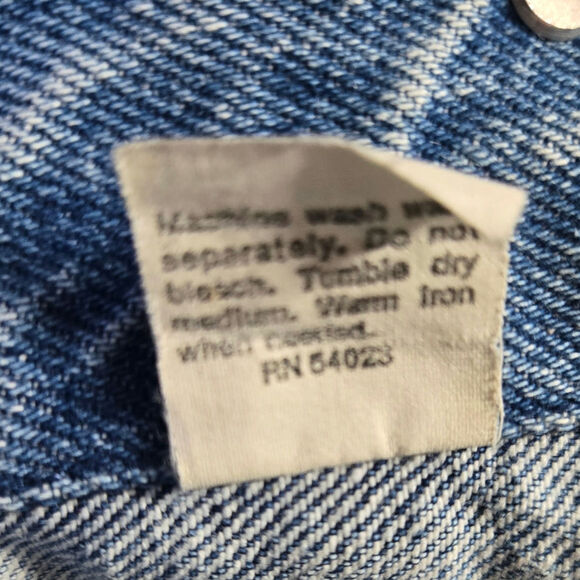 Machine wash warm
separately. Do not
bleach. Tumble dry
medium. Warm iron
when needed.
RN 54023